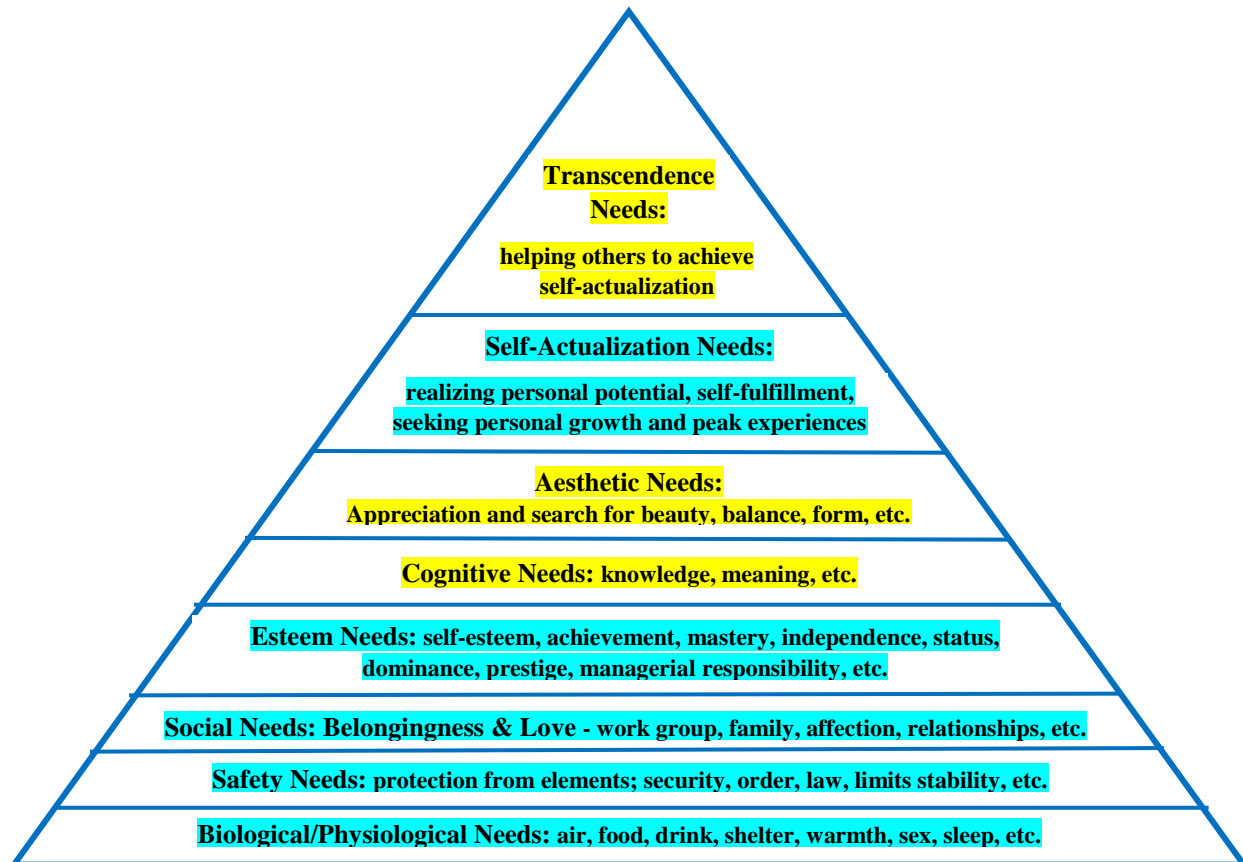 Transcendence
Needs:
helping others to achieve
self-actualization
Self-Actualization Needs:
realizing personal potential, self-fulfillment,
seeking personal growth and peak experiences
Aesthetic Needs:
Appreciation and search for beauty, balance, form, etc.
Cognitive Needs: knowledge, meaning, etc.
Esteem Needs: self-esteem, achievement, mastery, independence, status,
dominance, prestige, managerial responsibility, etc.
Social Needs: Belongingness & Love - work group, family, affection, relationships, etc.
Safety Needs: protection from elements; security, order, law, limits stability, etc.
Biological/Physiological Needs: air, food, drink, shelter, warmth, sex, sleep, etc.